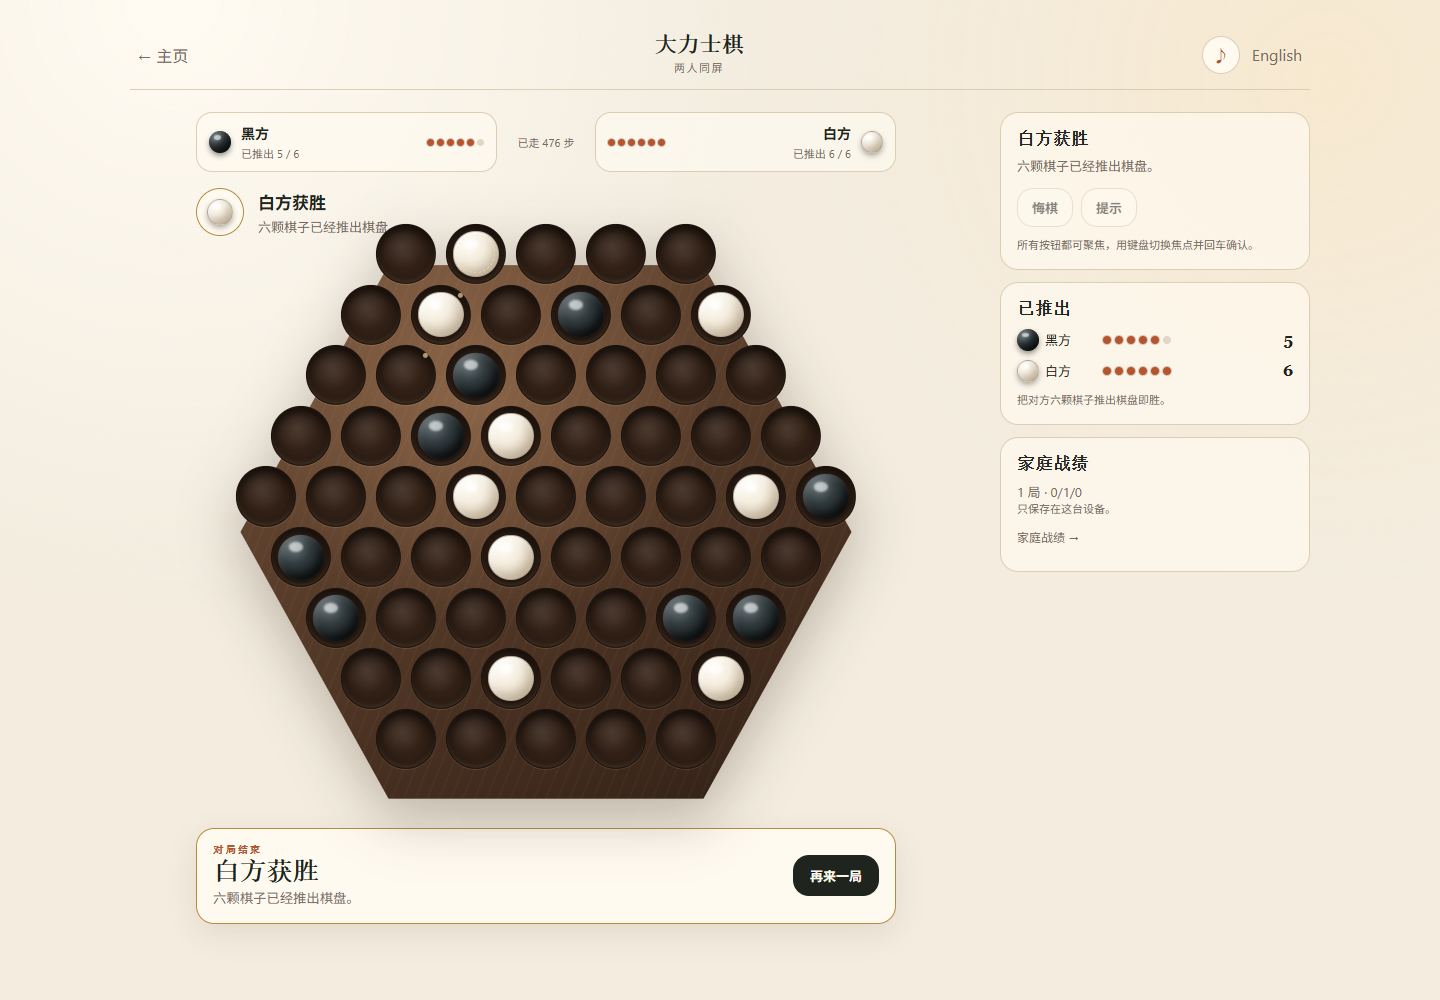 ← 主页
大力士棋
两人同屏
♪ English
黑方
已推出 5 / 6
已走 476 步
白方
已推出 6 / 6
白方获胜
六颗棋子已经推出棋盘
白方获胜
六颗棋子已经推出棋盘。
悔棋 提示
所有按钮都可聚焦，用键盘切换焦点并回车确认。
已推出
黑方 5
白方 6
把对方六颗棋子推出棋盘即胜。
家庭战绩
1 局 · 0/1/0
只保存在这台设备。
家庭战绩 →
对局结束
白方获胜
六颗棋子已经推出棋盘。
再来一局